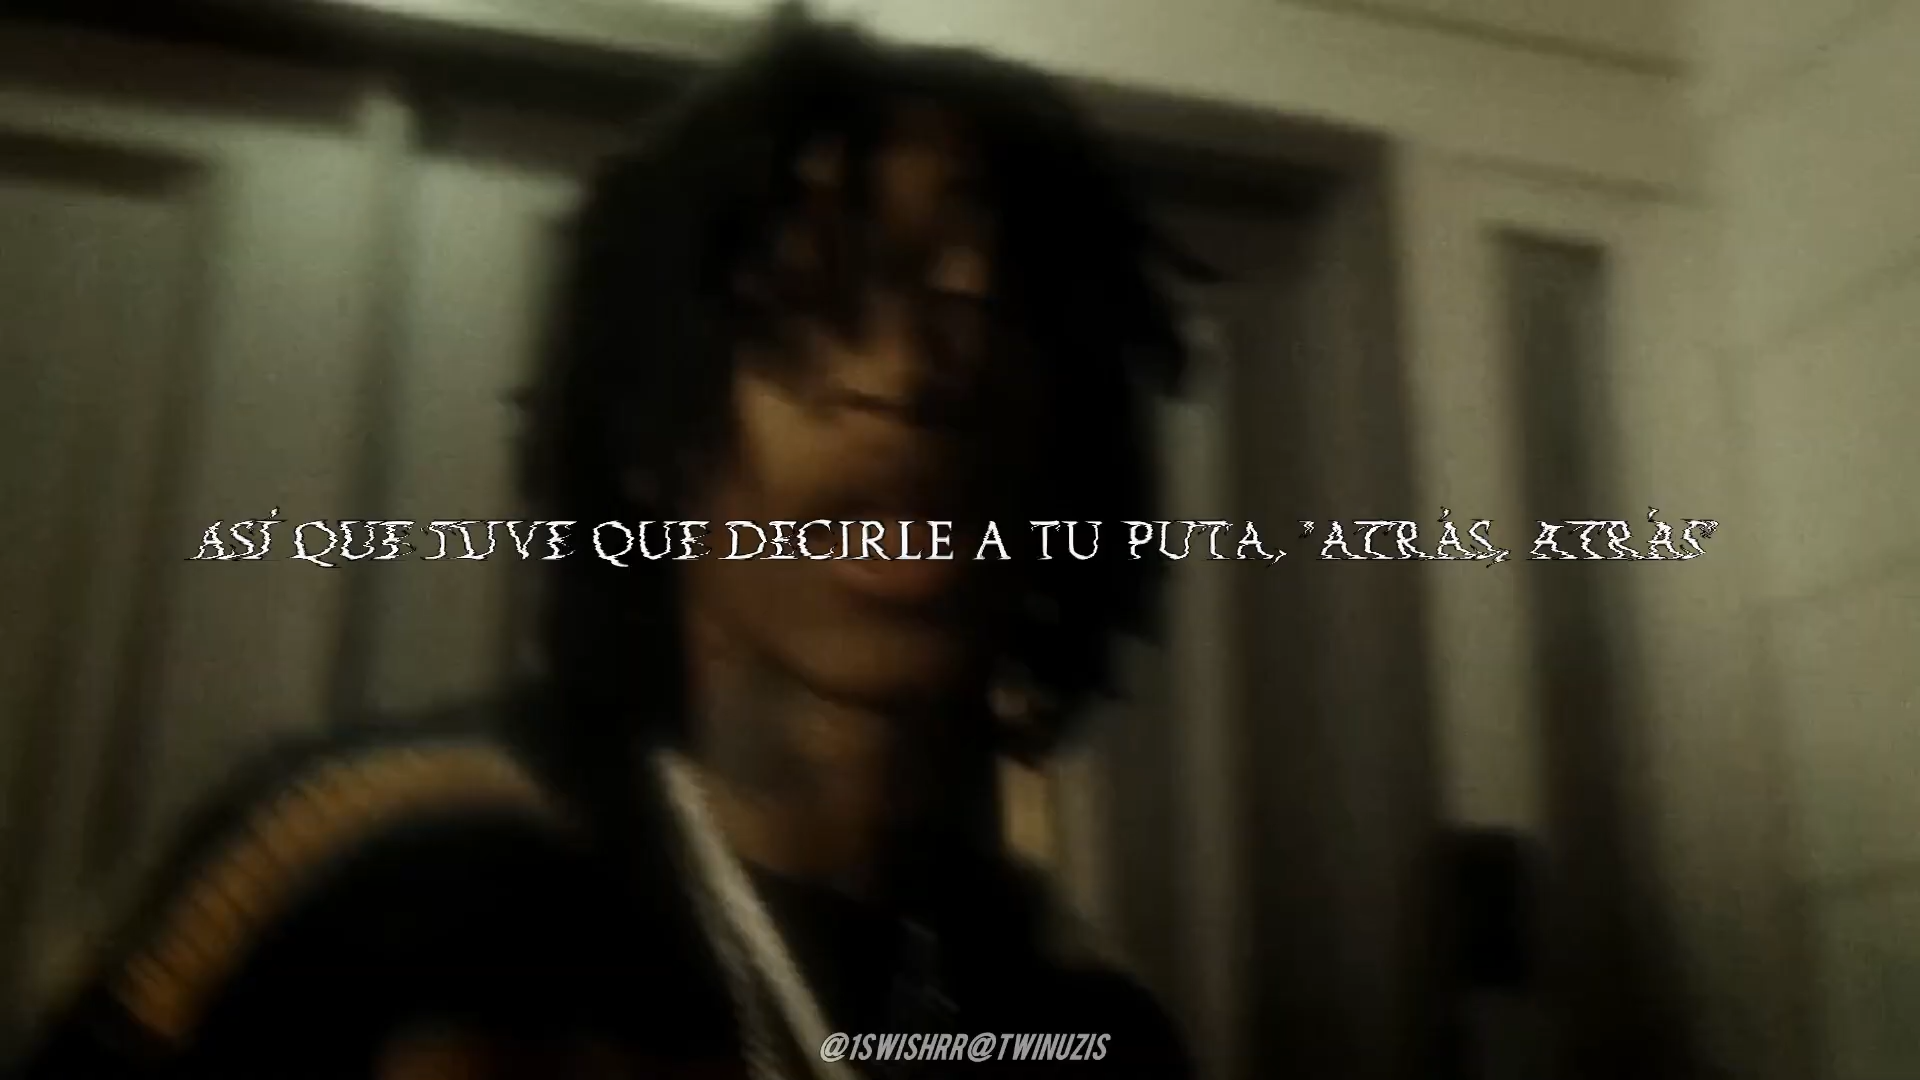 ASÍ QUE TUVE QUE DECIRLE A TU PUTA, "ATRÁS, ATRÁS"
@1SWISHRR@TWINUZIS